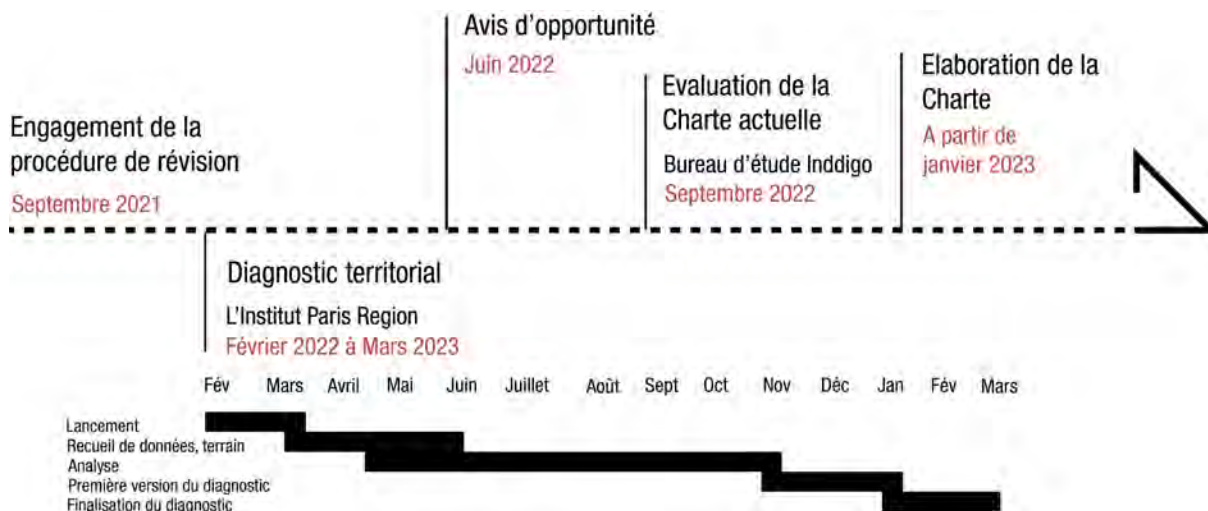 Avis d'opportunité
Juin 2022
Evaluation de la
Charte actuelle
Bureau d'étude Inddigo
Septembre 2022
Elaboration de la
Charte
A partir de
janvier 2023
Engagement de la
procédure de révision
Septembre 2021
Diagnostic territorial
L'Institut Paris Region
Février 2022 à Mars 2023
Fév Mars Avril Mai Juin Juillet Août Sept Oct Nov Déc Jan Fév Mars
Lancement
Recueil de données, terrain
Analyse
Première version du diagnostic
Finalisation du diagnostic